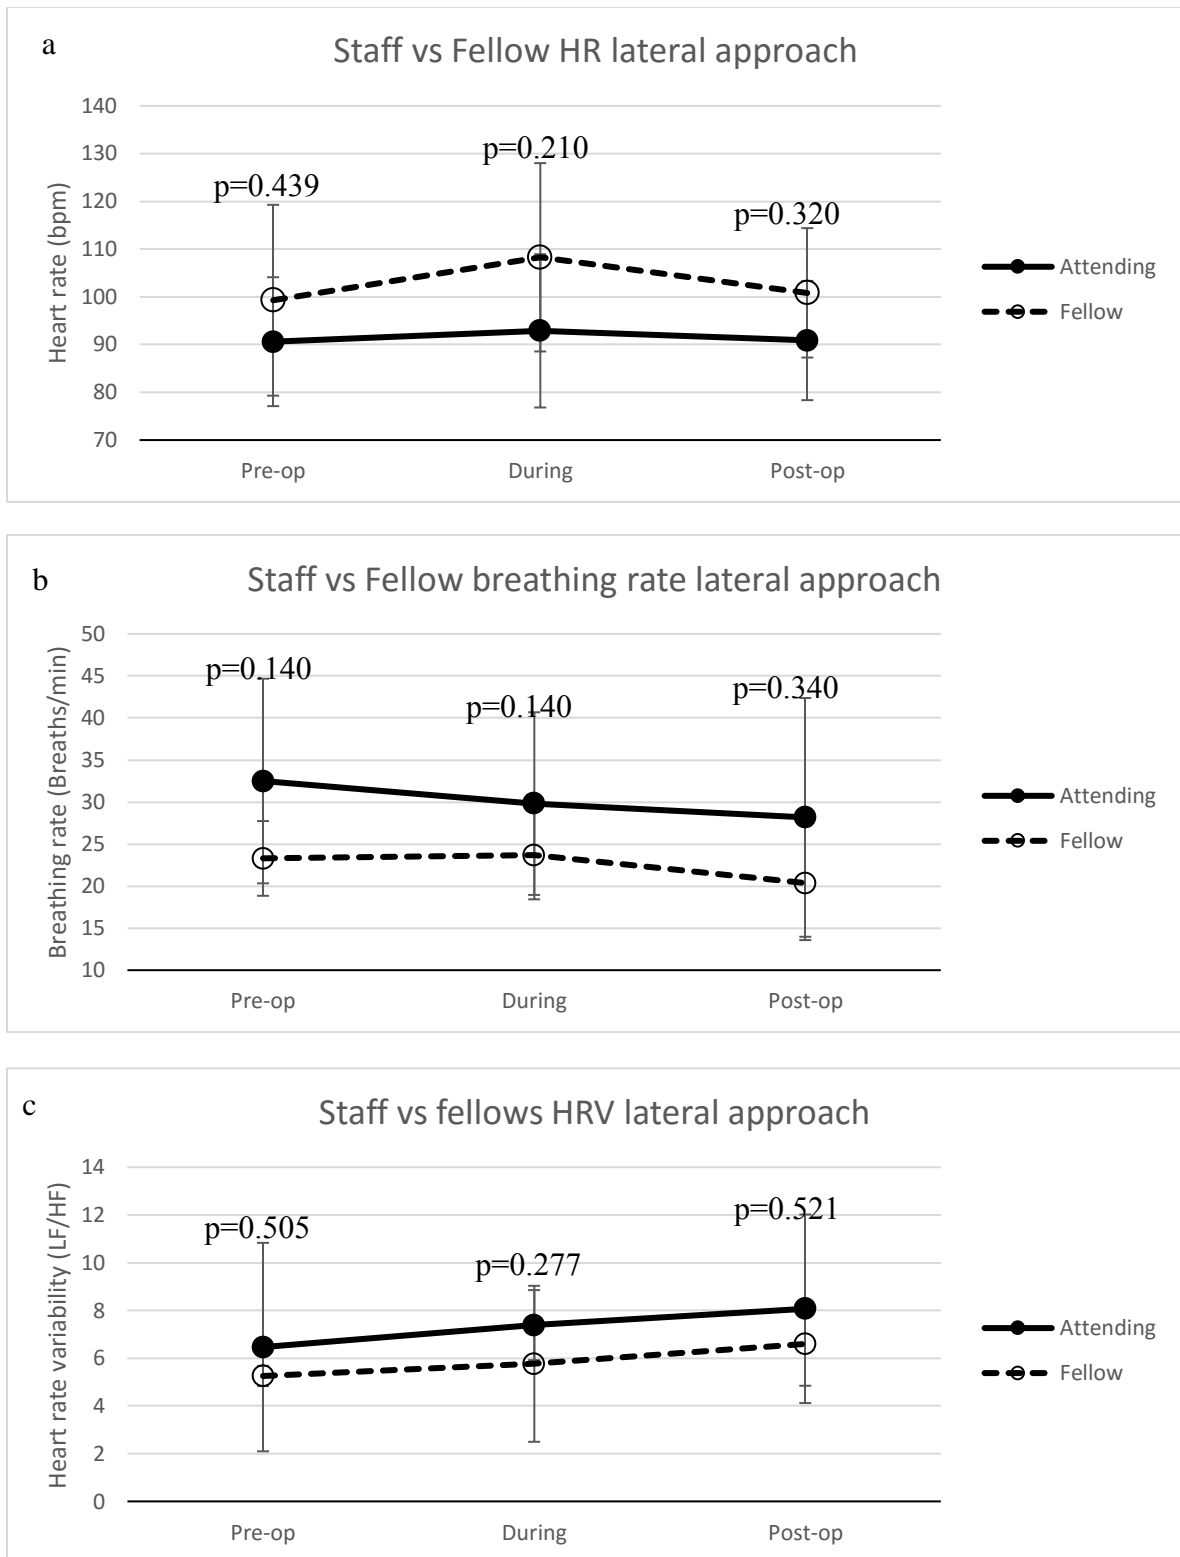 a
Staff vs Fellow HR lateral approach
Heart rate (bpm)
140
130
120
110
100
90
80
70
p=0.439
p=0.210
p=0.320
Pre-op
During
Post-op
Attending
Fellow
b
Staff vs Fellow breathing rate lateral approach
Breathing rate (Breaths/min)
50
45
40
35
30
25
20
15
10
p=0.140
p=0.140
p=0.340
Pre-op
During
Post-op
Attending
Fellow
c
Staff vs fellows HRV lateral approach
Heart rate variability (LF/HF)
14
12
10
8
6
4
2
0
p=0.505
p=0.277
p=0.521
Pre-op
During
Post-op
Attending
Fellow